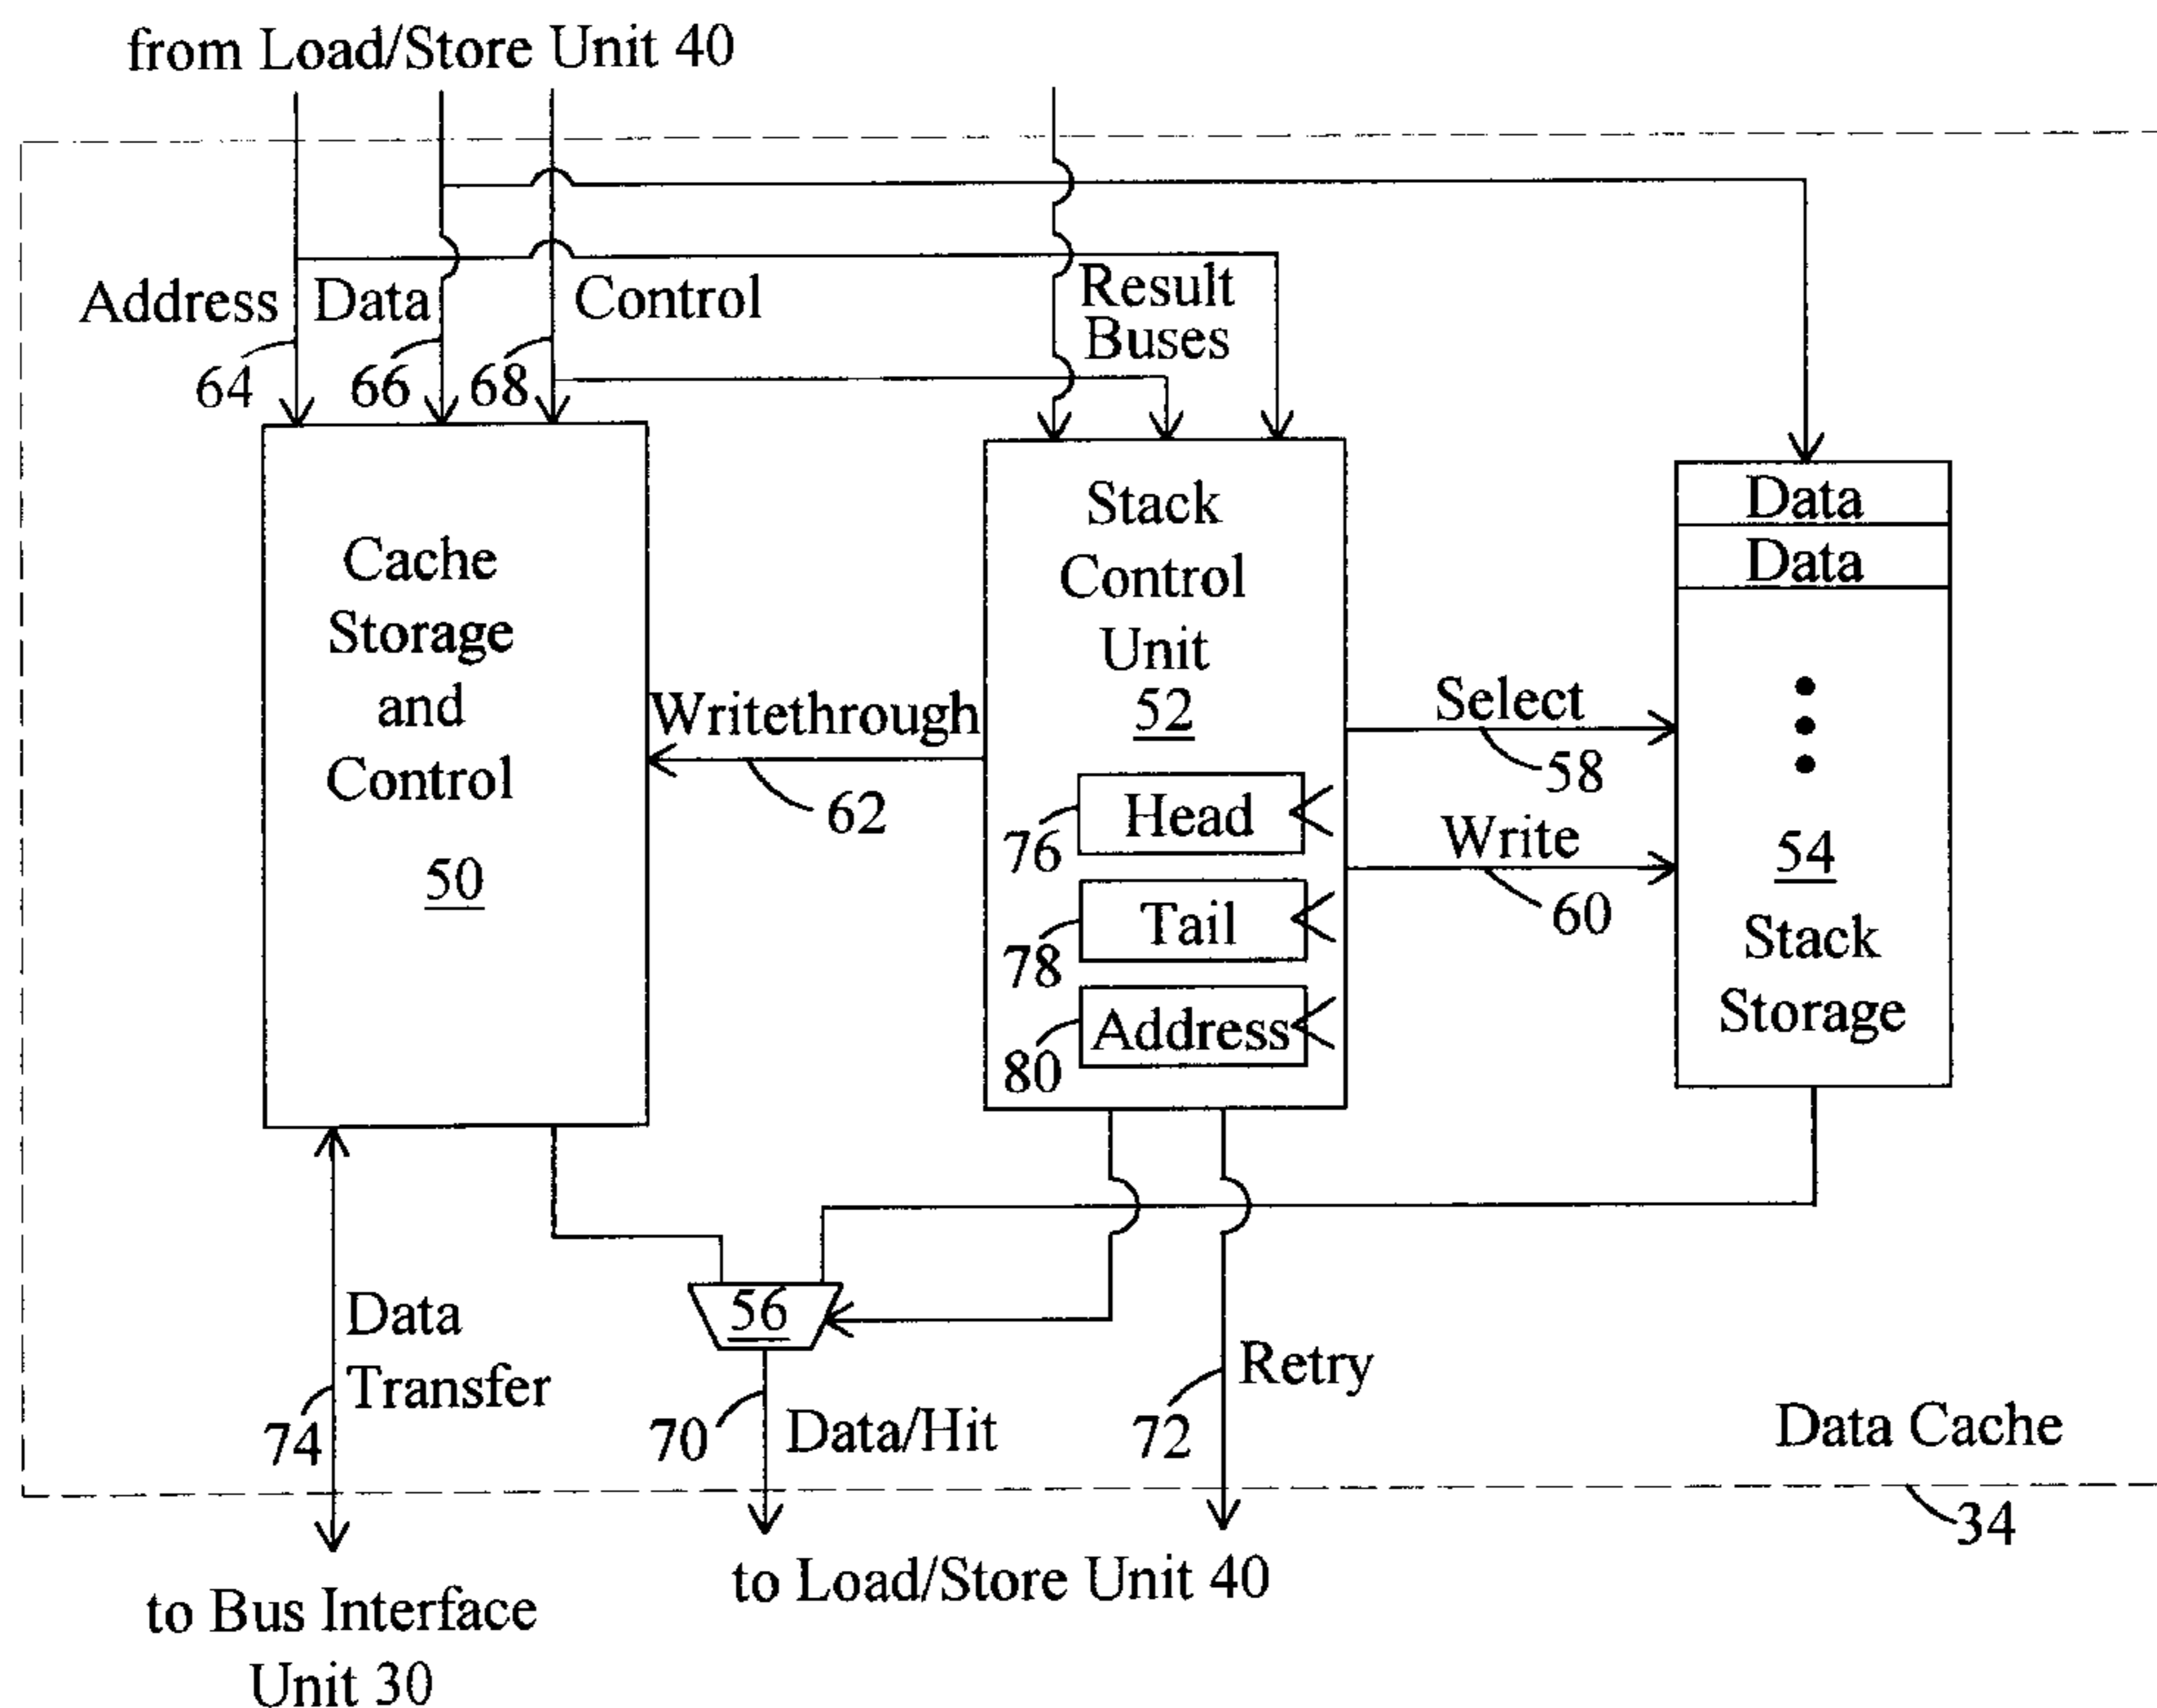 from Load/Store Unit 40
Address
Data
Control
Result
Buses
64
66
68
Cache
Storage
and
Control
50
Writethrough
62
Stack
Control
Unit
52
Head
76
Tail
78
Address
80
Select
58
Write
60
Data
Data
54
Stack
Storage
56
Data
Transfer
74
70
Data/Hit
72
Retry
Data Cache
34
to Bus Interface
Unit 30
to Load/Store Unit 40